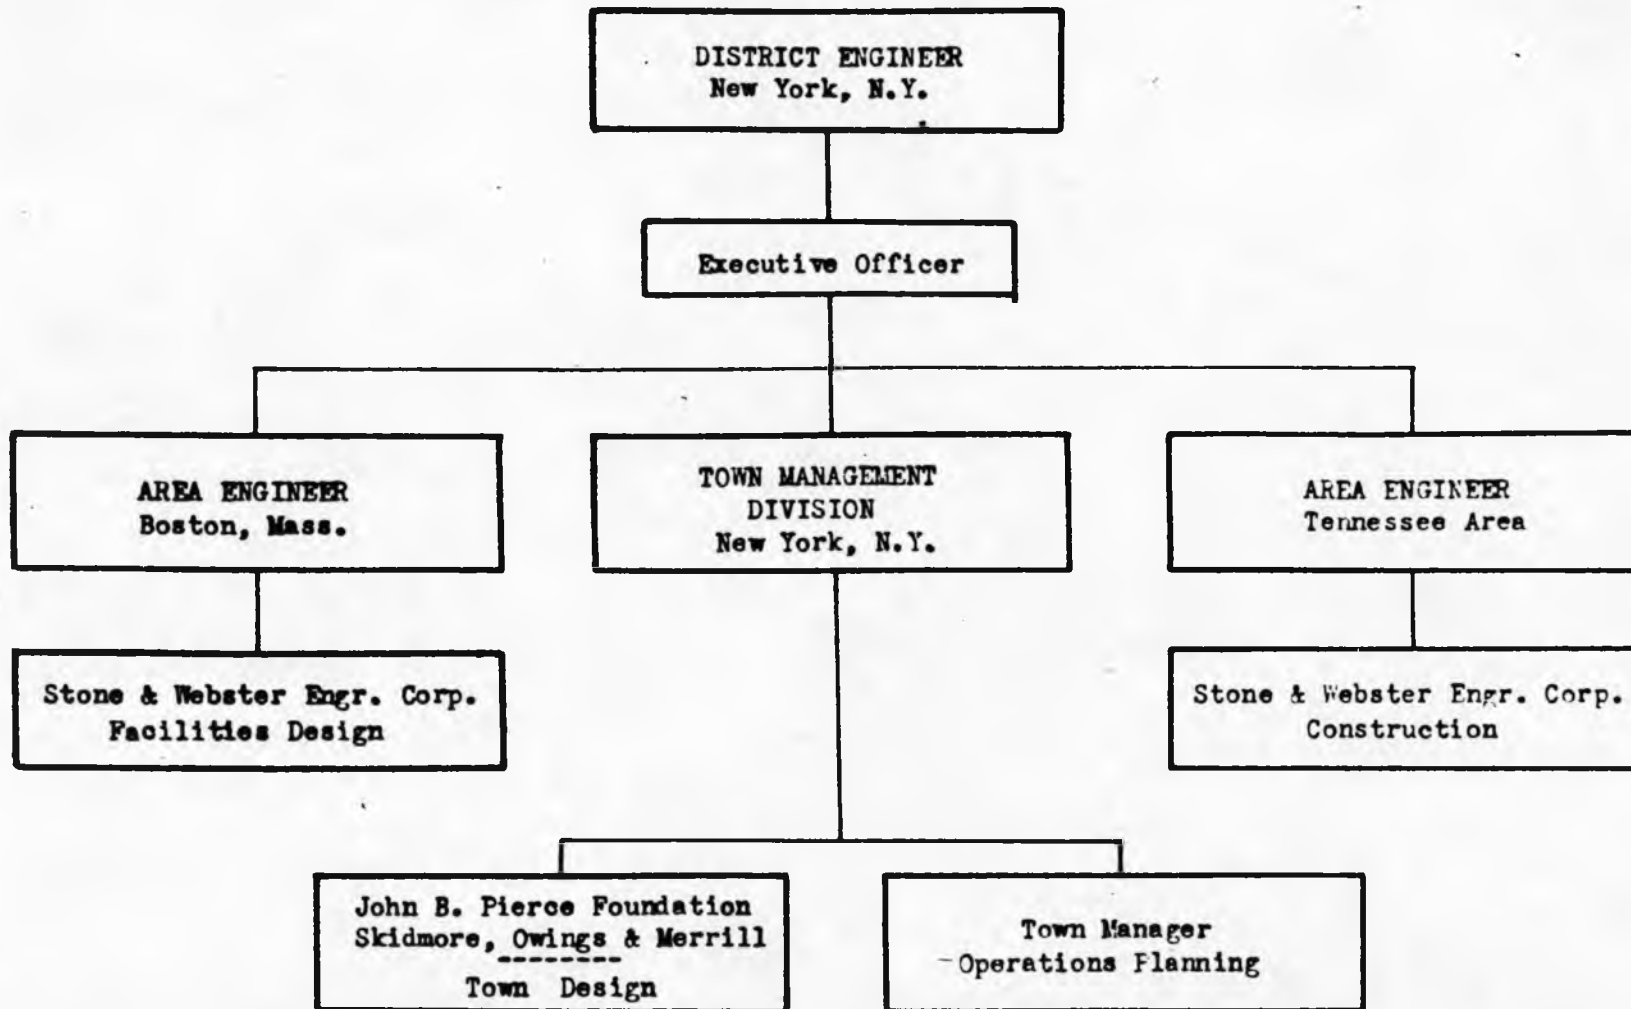 DISTRICT ENGINEER
New York, N.Y.
Executive Officer
AREA ENGINEER
Boston, Mass.
TOWN MANAGEMENT
DIVISION
New York, N.Y.
AREA ENGINEER
Tennessee Area
Stone & Webster Engr. Corp.
Facilities Design
Stone & Webster Engr. Corp.
Construction
John B. Pierce Foundation
Skidmore, Owings & Merrill
--------
Town Design
Town Manager
Operations Planning